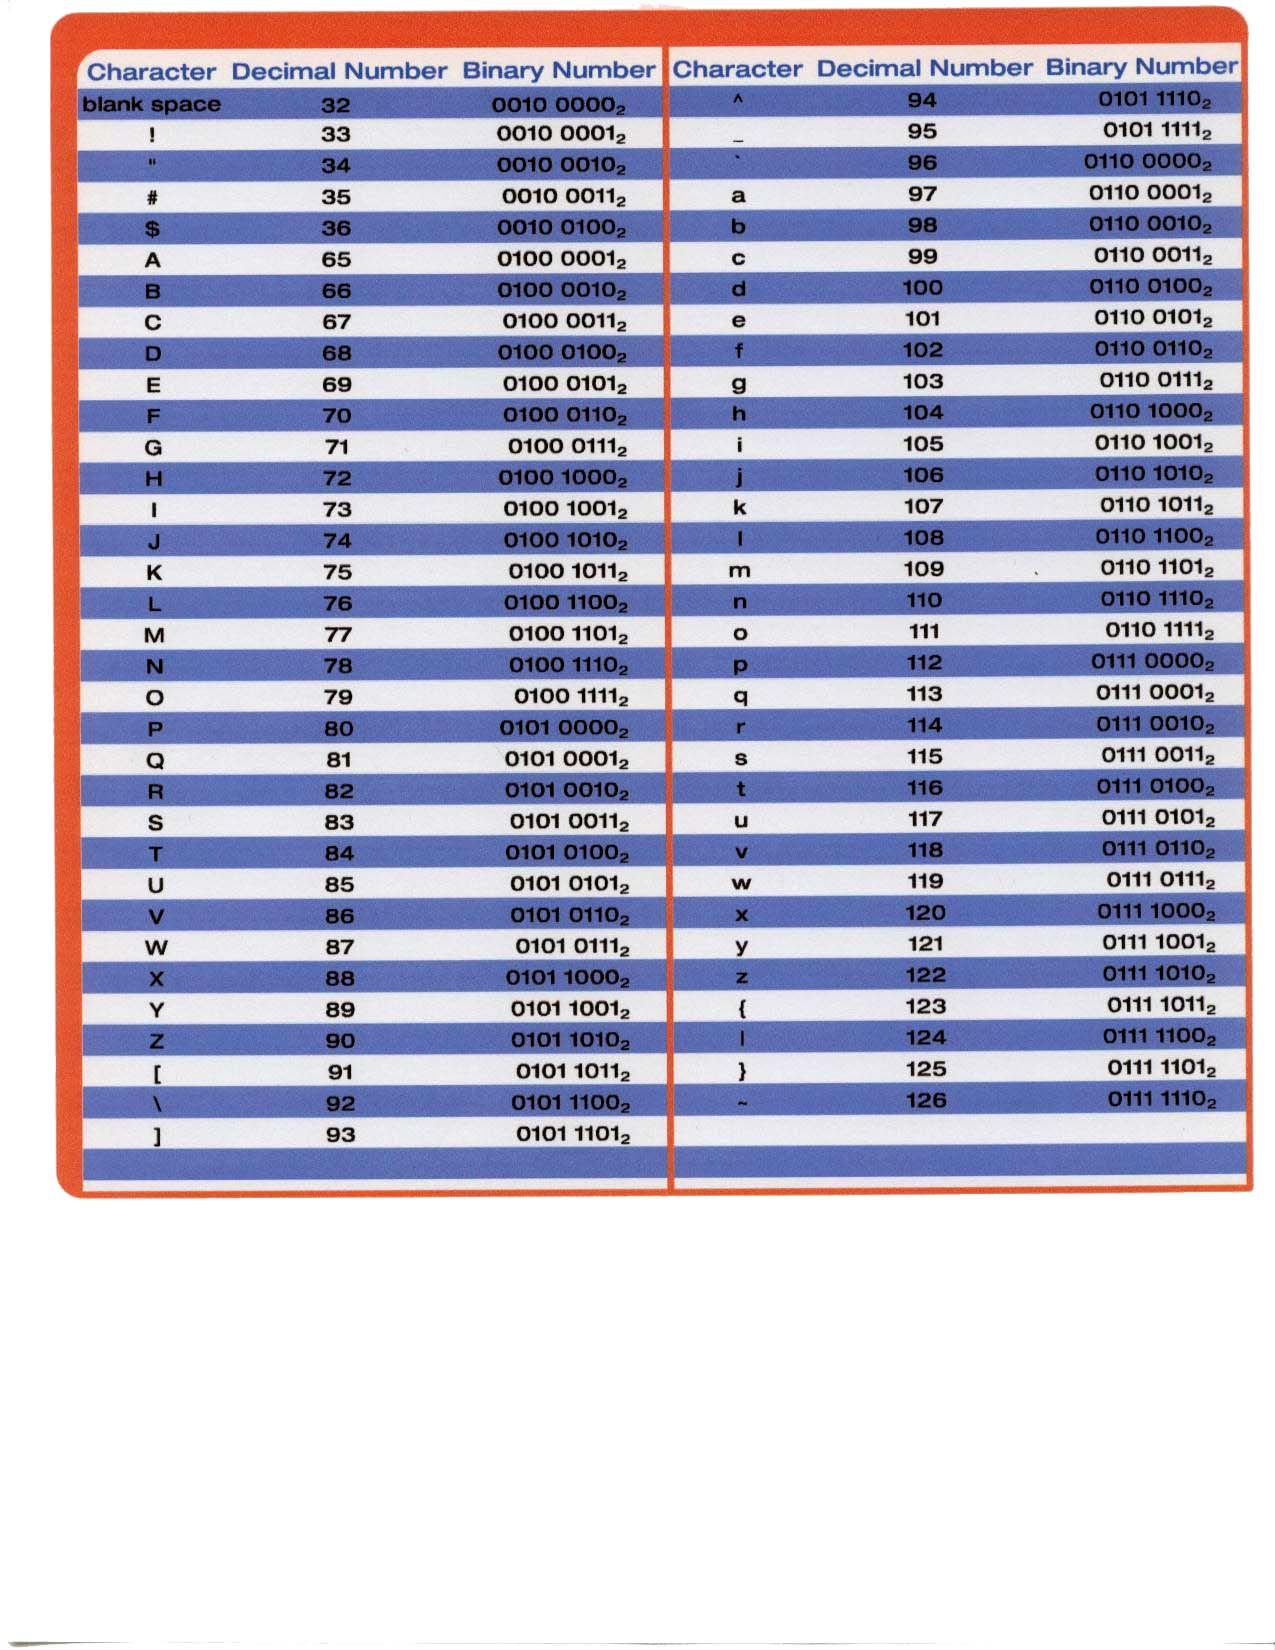 Character Decimal Number Binary Number Character Decimal Number Binary Number
blank space 32 0010 0000₂ ^ 94 0101 1110₂
! 33 0010 0001₂ _ 95 0101 1111₂
" 34 0010 0010₂ ` 96 0110 0000₂
# 35 0010 0011₂ a 97 0110 0001₂
$ 36 0010 0100₂ b 98 0110 0010₂
A 65 0100 0001₂ c 99 0110 0011₂
B 66 0100 0010₂ d 100 0110 0100₂
C 67 0100 0011₂ e 101 0110 0101₂
D 68 0100 0100₂ f 102 0110 0110₂
E 69 0100 0101₂ g 103 0110 0111₂
F 70 0100 0110₂ h 104 0110 1000₂
G 71 0100 0111₂ i 105 0110 1001₂
H 72 0100 1000₂ j 106 0110 1010₂
I 73 0100 1001₂ k 107 0110 1011₂
J 74 0100 1010₂ l 108 0110 1100₂
K 75 0100 1011₂ m 109 0110 1101₂
L 76 0100 1100₂ n 110 0110 1110₂
M 77 0100 1101₂ o 111 0110 1111₂
N 78 0100 1110₂ p 112 0111 0000₂
O 79 0100 1111₂ q 113 0111 0001₂
P 80 0101 0000₂ r 114 0111 0010₂
Q 81 0101 0001₂ s 115 0111 0011₂
R 82 0101 0010₂ t 116 0111 0100₂
S 83 0101 0011₂ u 117 0111 0101₂
T 84 0101 0100₂ v 118 0111 0110₂
U 85 0101 0101₂ w 119 0111 0111₂
V 86 0101 0110₂ x 120 0111 1000₂
W 87 0101 0111₂ y 121 0111 1001₂
X 88 0101 1000₂ z 122 0111 1010₂
Y 89 0101 1001₂ { 123 0111 1011₂
Z 90 0101 1010₂ | 124 0111 1100₂
[ 91 0101 1011₂ } 125 0111 1101₂
\ 92 0101 1100₂ ~ 126 0111 1110₂
] 93 0101 1101₂